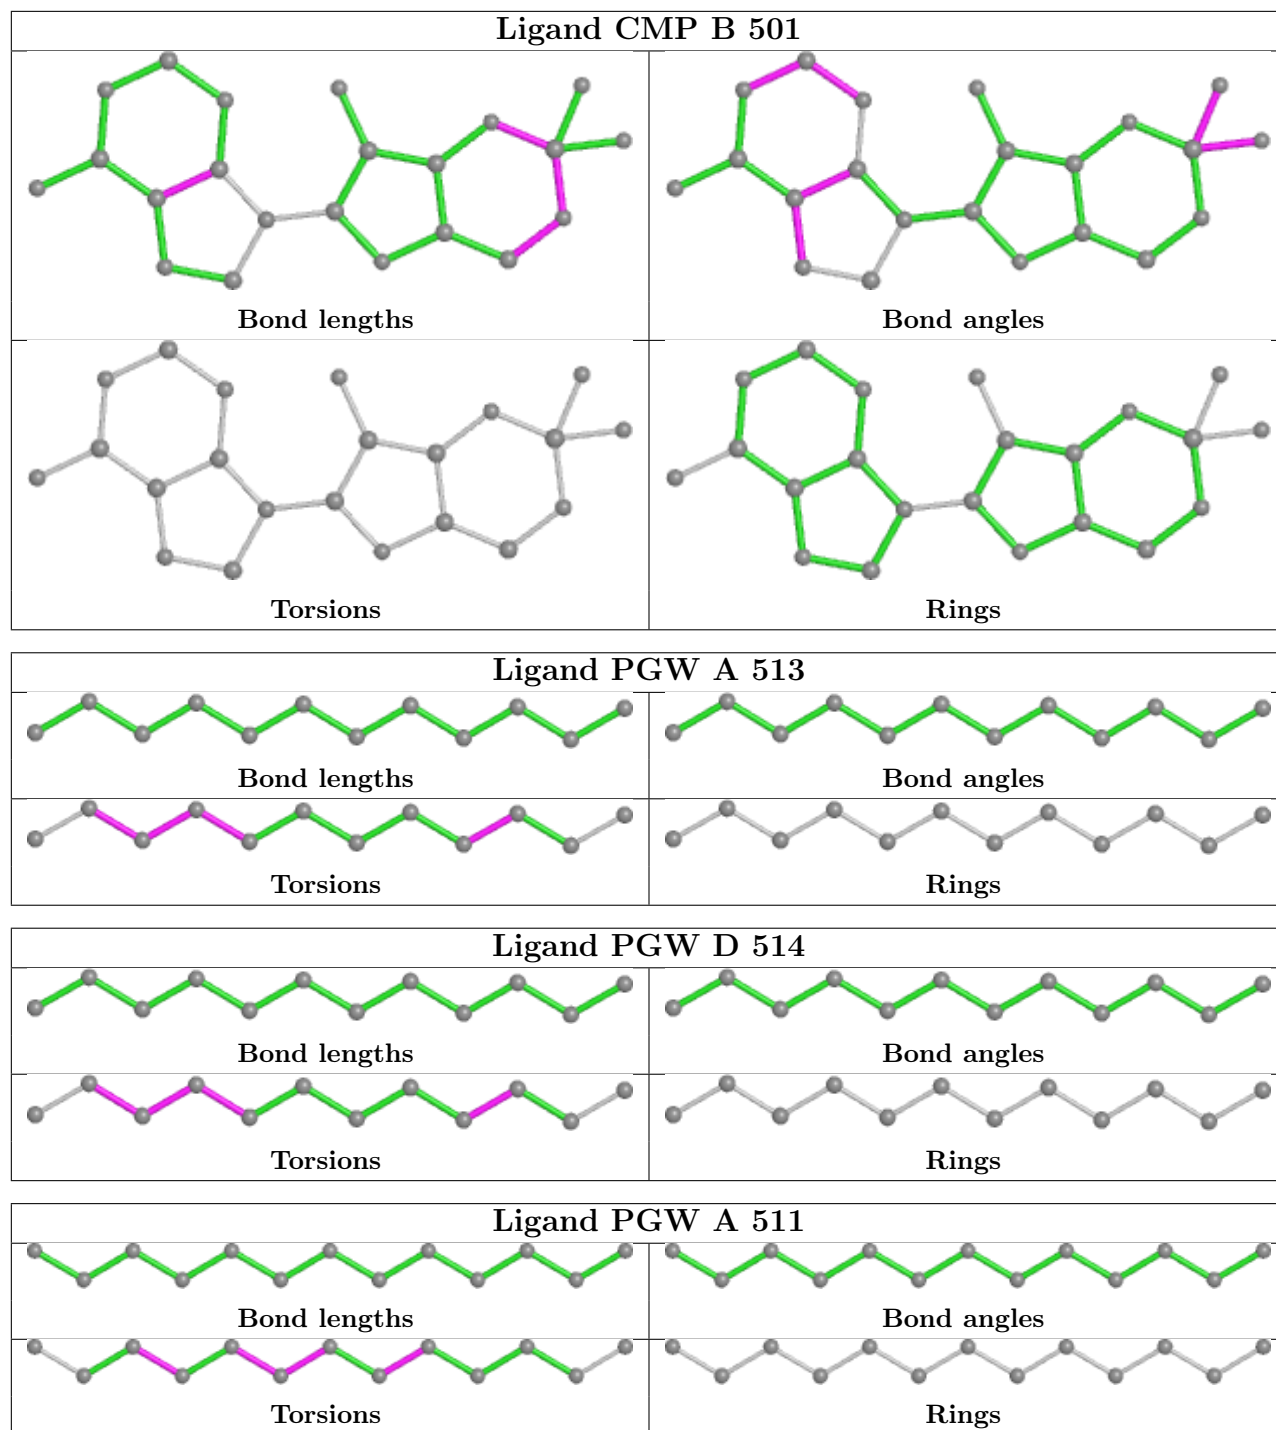 Ligand CMP B 501
Bond lengths
Bond angles
Torsions
Rings
Ligand PGW A 513
Bond lengths
Bond angles
Torsions
Rings
Ligand PGW D 514
Bond lengths
Bond angles
Torsions
Rings
Ligand PGW A 511
Bond lengths
Bond angles
Torsions
Rings